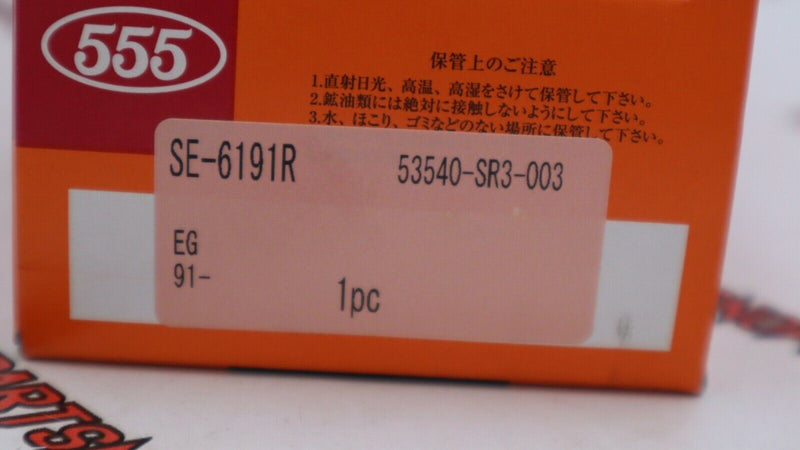 555
保管上のご注意
1.直射日光、高温、高湿をさけて保管して下さい。
2.鉱油類には絶対に接触しないようにして下さい。
3.水、ほこり、ゴミなどのない場所に保管して下さい。
SE-6191R 53540-SR3-003
EG
91-
1pc